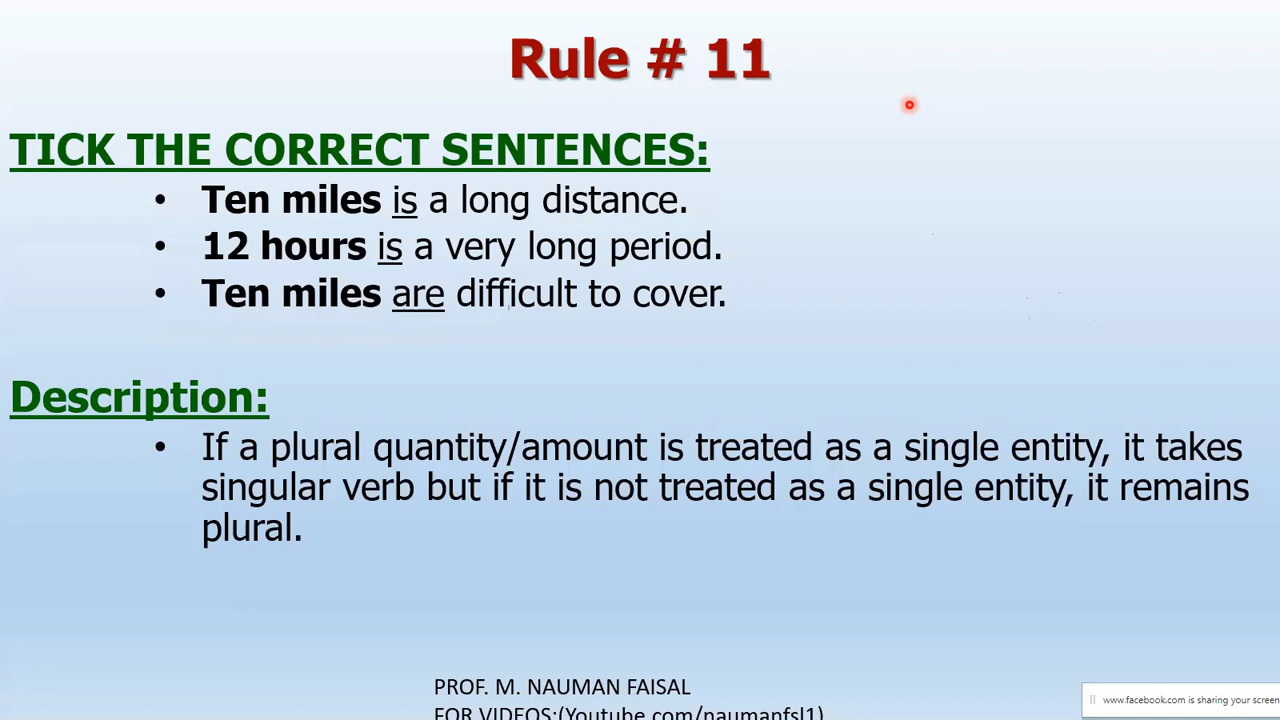 Rule # 11
TICK THE CORRECT SENTENCES:
• Ten miles is a long distance.
• 12 hours is a very long period.
• Ten miles are difficult to cover.
Description:
• If a plural quantity/amount is treated as a single entity, it takes
singular verb but if it is not treated as a single entity, it remains
plural.
PROF. M. NAUMAN FAISAL
FOR VIDEOS:(Youtube.com/naumanfsl1)
www.facebook.com is sharing your screen